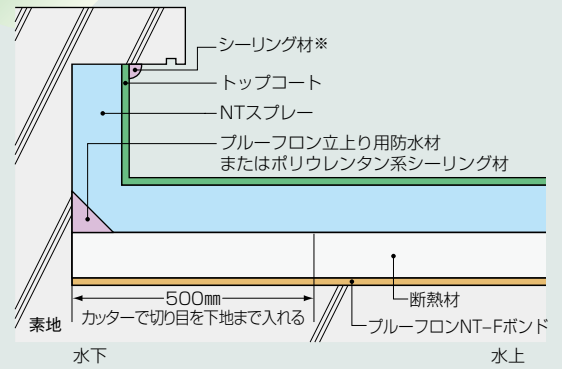 シーリング材※
トップコート
NTスプレー
プルーフロン立上り用防水材
またはポリウレンタン系シーリング材
500㎜
断熱材
素地
カッターで切り目を下地まで入れる
プルーフロンNT−Fボンド
水下
水上